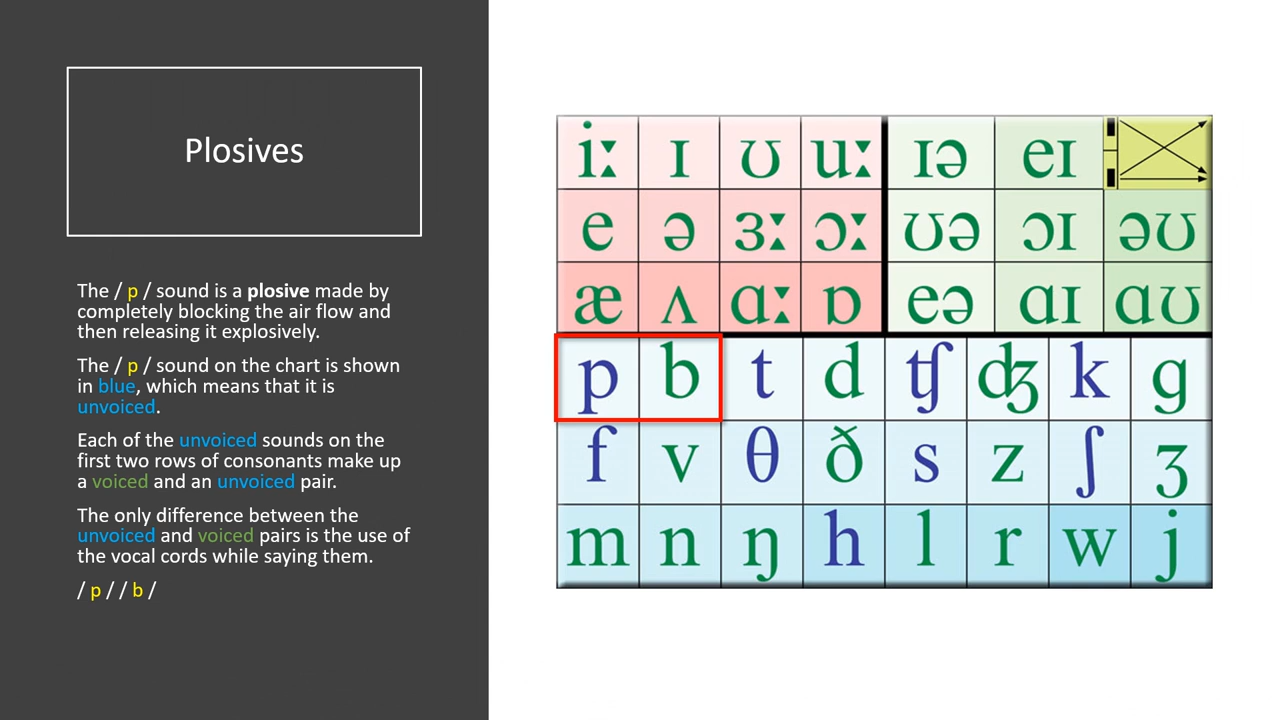 Plosives
The / p / sound is a plosive made by
completely blocking the air flow and
then releasing it explosively.
The / p / sound on the chart is shown
in blue, which means that it is
unvoiced.
Each of the unvoiced sounds on the
first two rows of consonants make up
a voiced and an unvoiced pair.
The only difference between the
unvoiced and voiced pairs is the use of
the vocal cords while saying them.
/ p / / b /
iː ɪ ʊ uː ɪə eɪ
e ə ɜː ɔː ʊə ɔɪ əʊ
æ ʌ ɑː ɒ eə ɑɪ ɑʊ
p b t d ʧ ʤ k g
f v θ ð s z ʃ ʒ
m n ŋ h l r w j